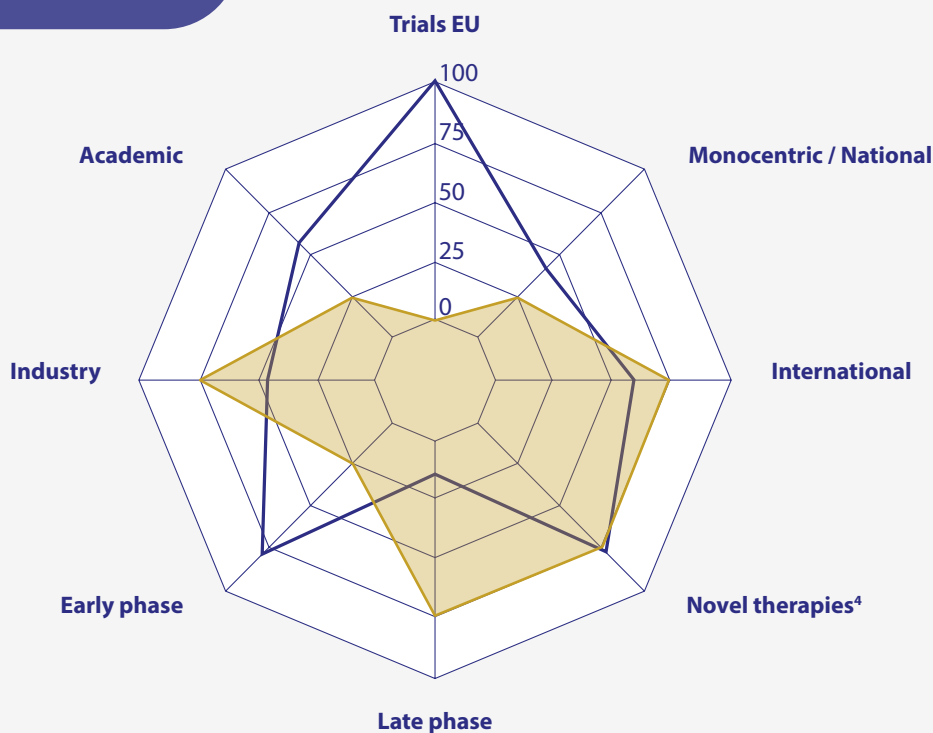 Trials EU
100
Academic
75
Monocentric / National
50
25
0
Industry
International
Early phase
Novel therapies⁴
Late phase